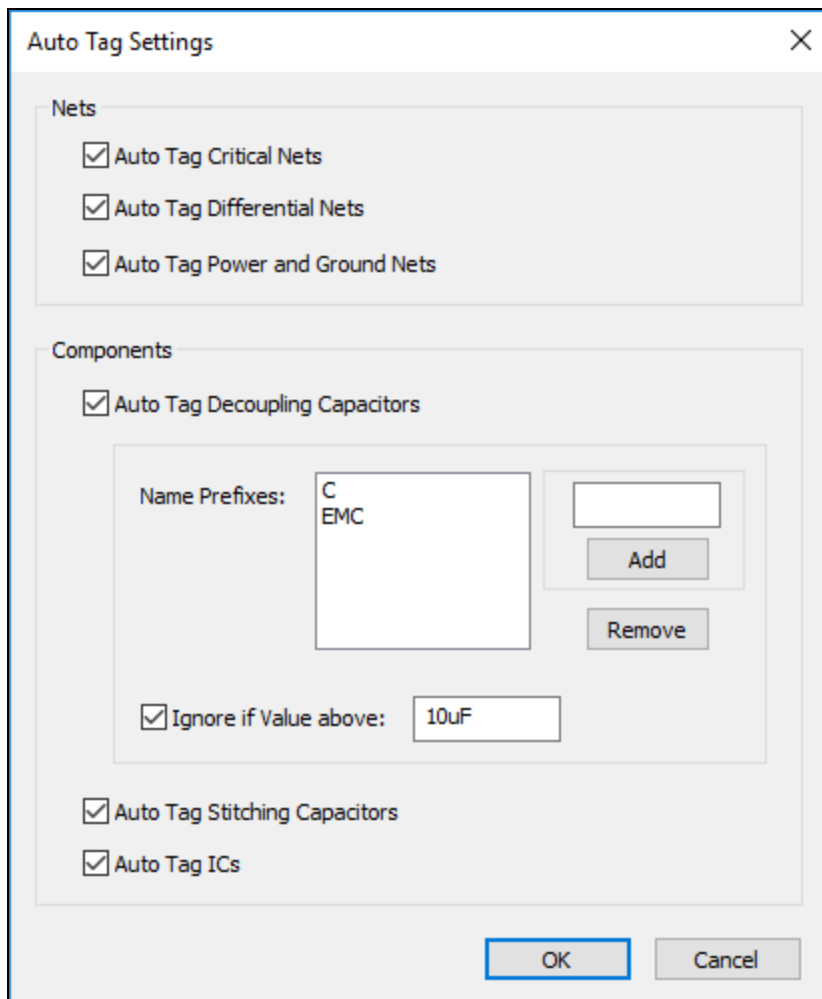 Auto Tag Settings
Nets
Auto Tag Critical Nets
Auto Tag Differential Nets
Auto Tag Power and Ground Nets
Components
Auto Tag Decoupling Capacitors
Name Prefixes:
C
EMC
Add
Remove
Ignore if Value above: 10uF
Auto Tag Stitching Capacitors
Auto Tag ICs
OK Cancel